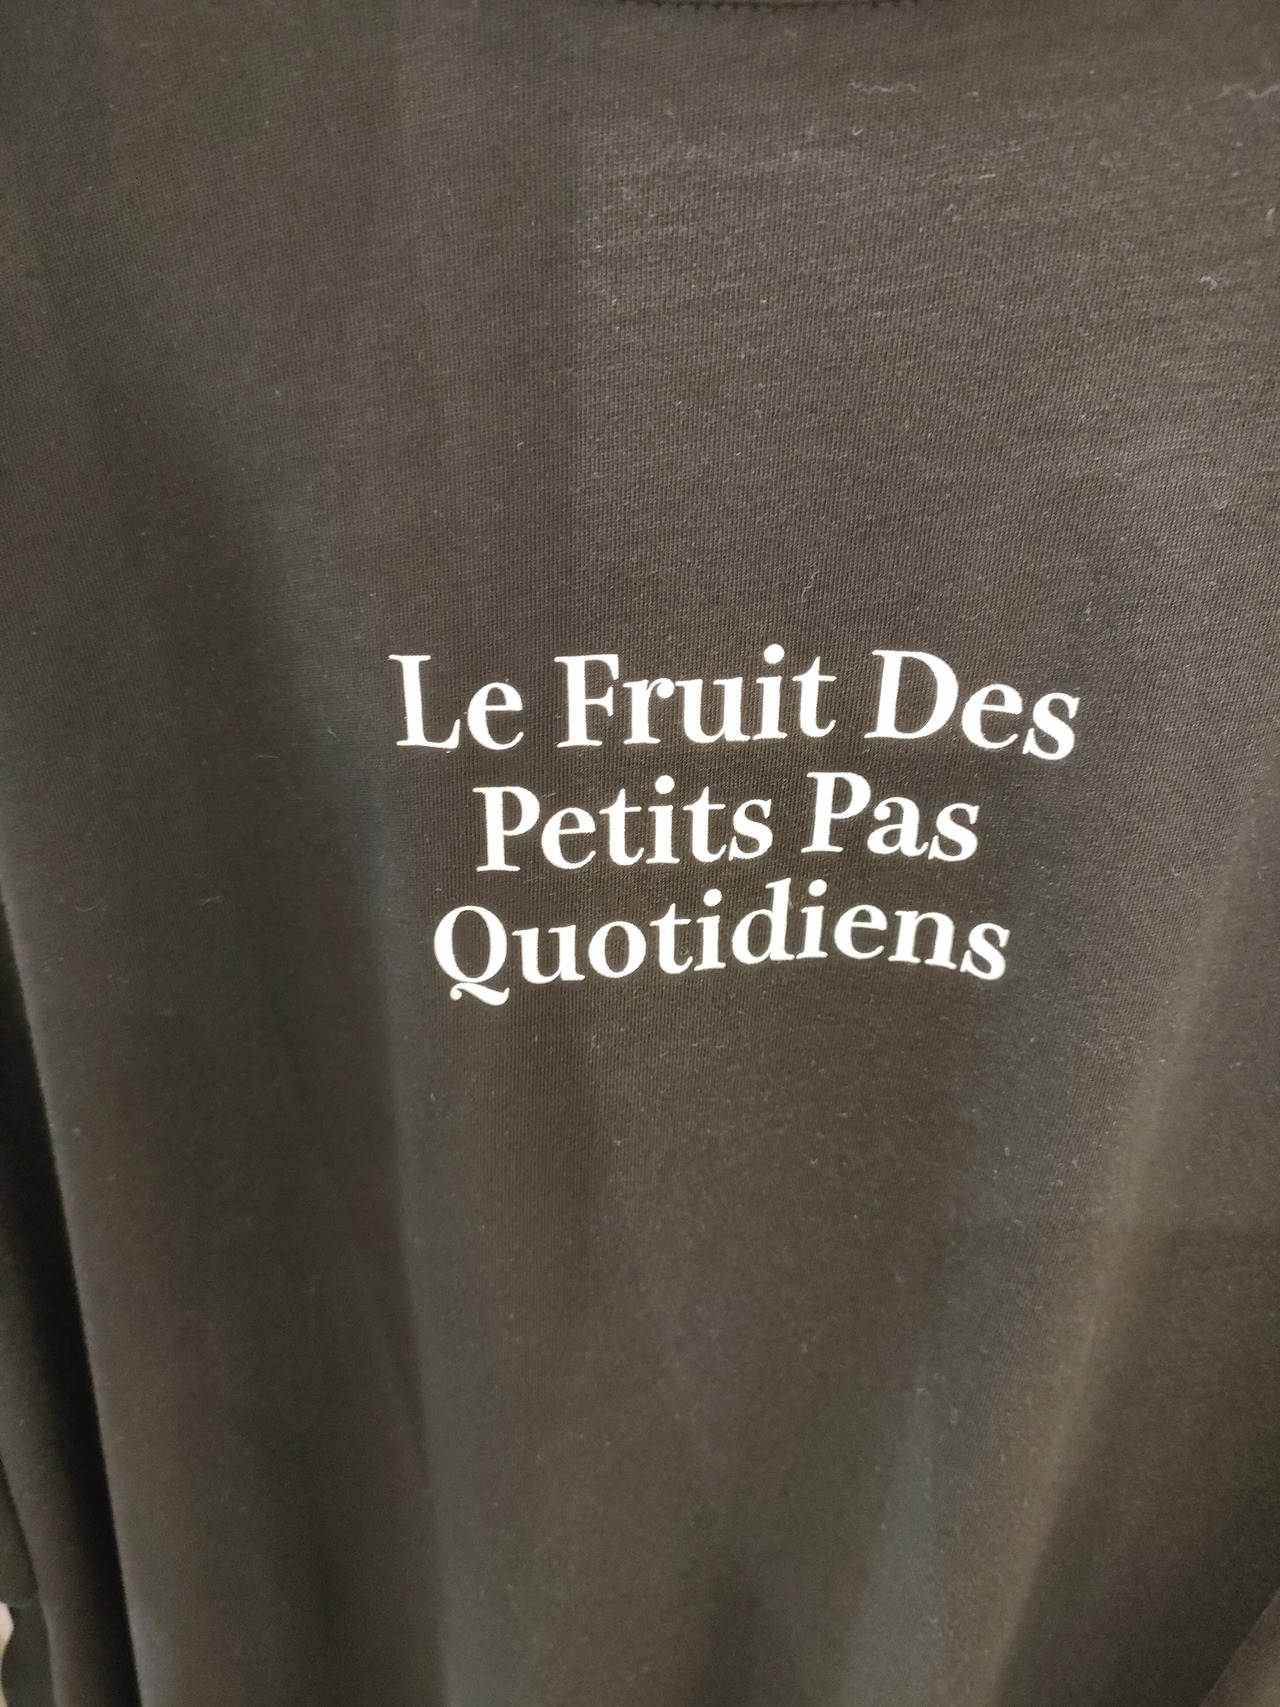 Le Fruit Des
Petits Pas
Quotidiens